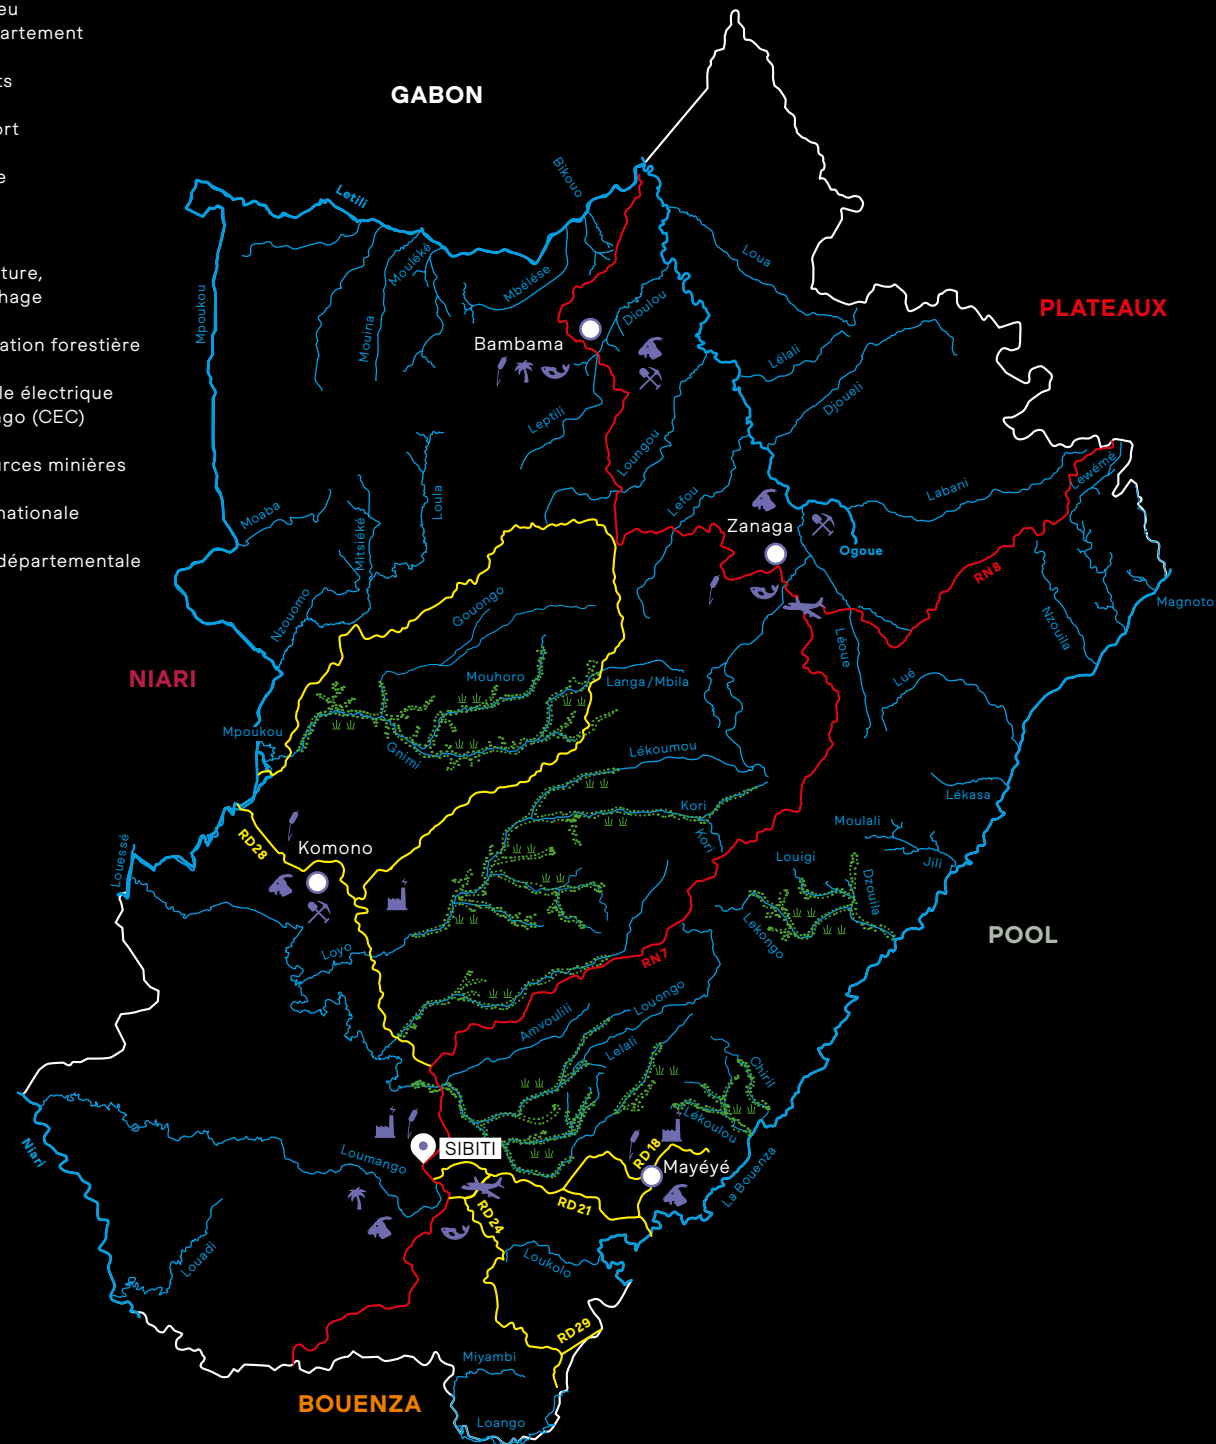 eu
artement
ts
ort
e
ture,
hage
ation forestière
le électrique
ngo (CEC)
urces minières
nationale
départementale
GABON
Bikouo
Letili
Loua
Mouléké
Mbélése
Mpoukou
Dioulou
PLATEAUX
Mouina
Bambama
Lélali
Djoueli
Leptili
Loungou
Lewémé
Labani
Lefou
Loula
Moaba
Mitsiéké
Zanaga
Ogoue
RN8
Magnoto
Gouongo
Nzouomo
Nzouila
Léoue
NIARI
Mouhoro
Langa/Mbila
Lué
Mpoukou
Gnimi
Lékoumou
Lékasa
Kori
Kori
Moulali
RD28
Komono
Louessé
Louigi
Jili
Dzouila
Lekongo
POOL
Loyo
RN7
Louongo
Amvoulili
Lelali
Chiril
Lékoulou
Niari
SIBITI
Loumango
RD18
Mayéyé
La Bouenza
RD21
RD24
Louadi
Loukolo
RD29
Miyambi
BOUENZA
Loango